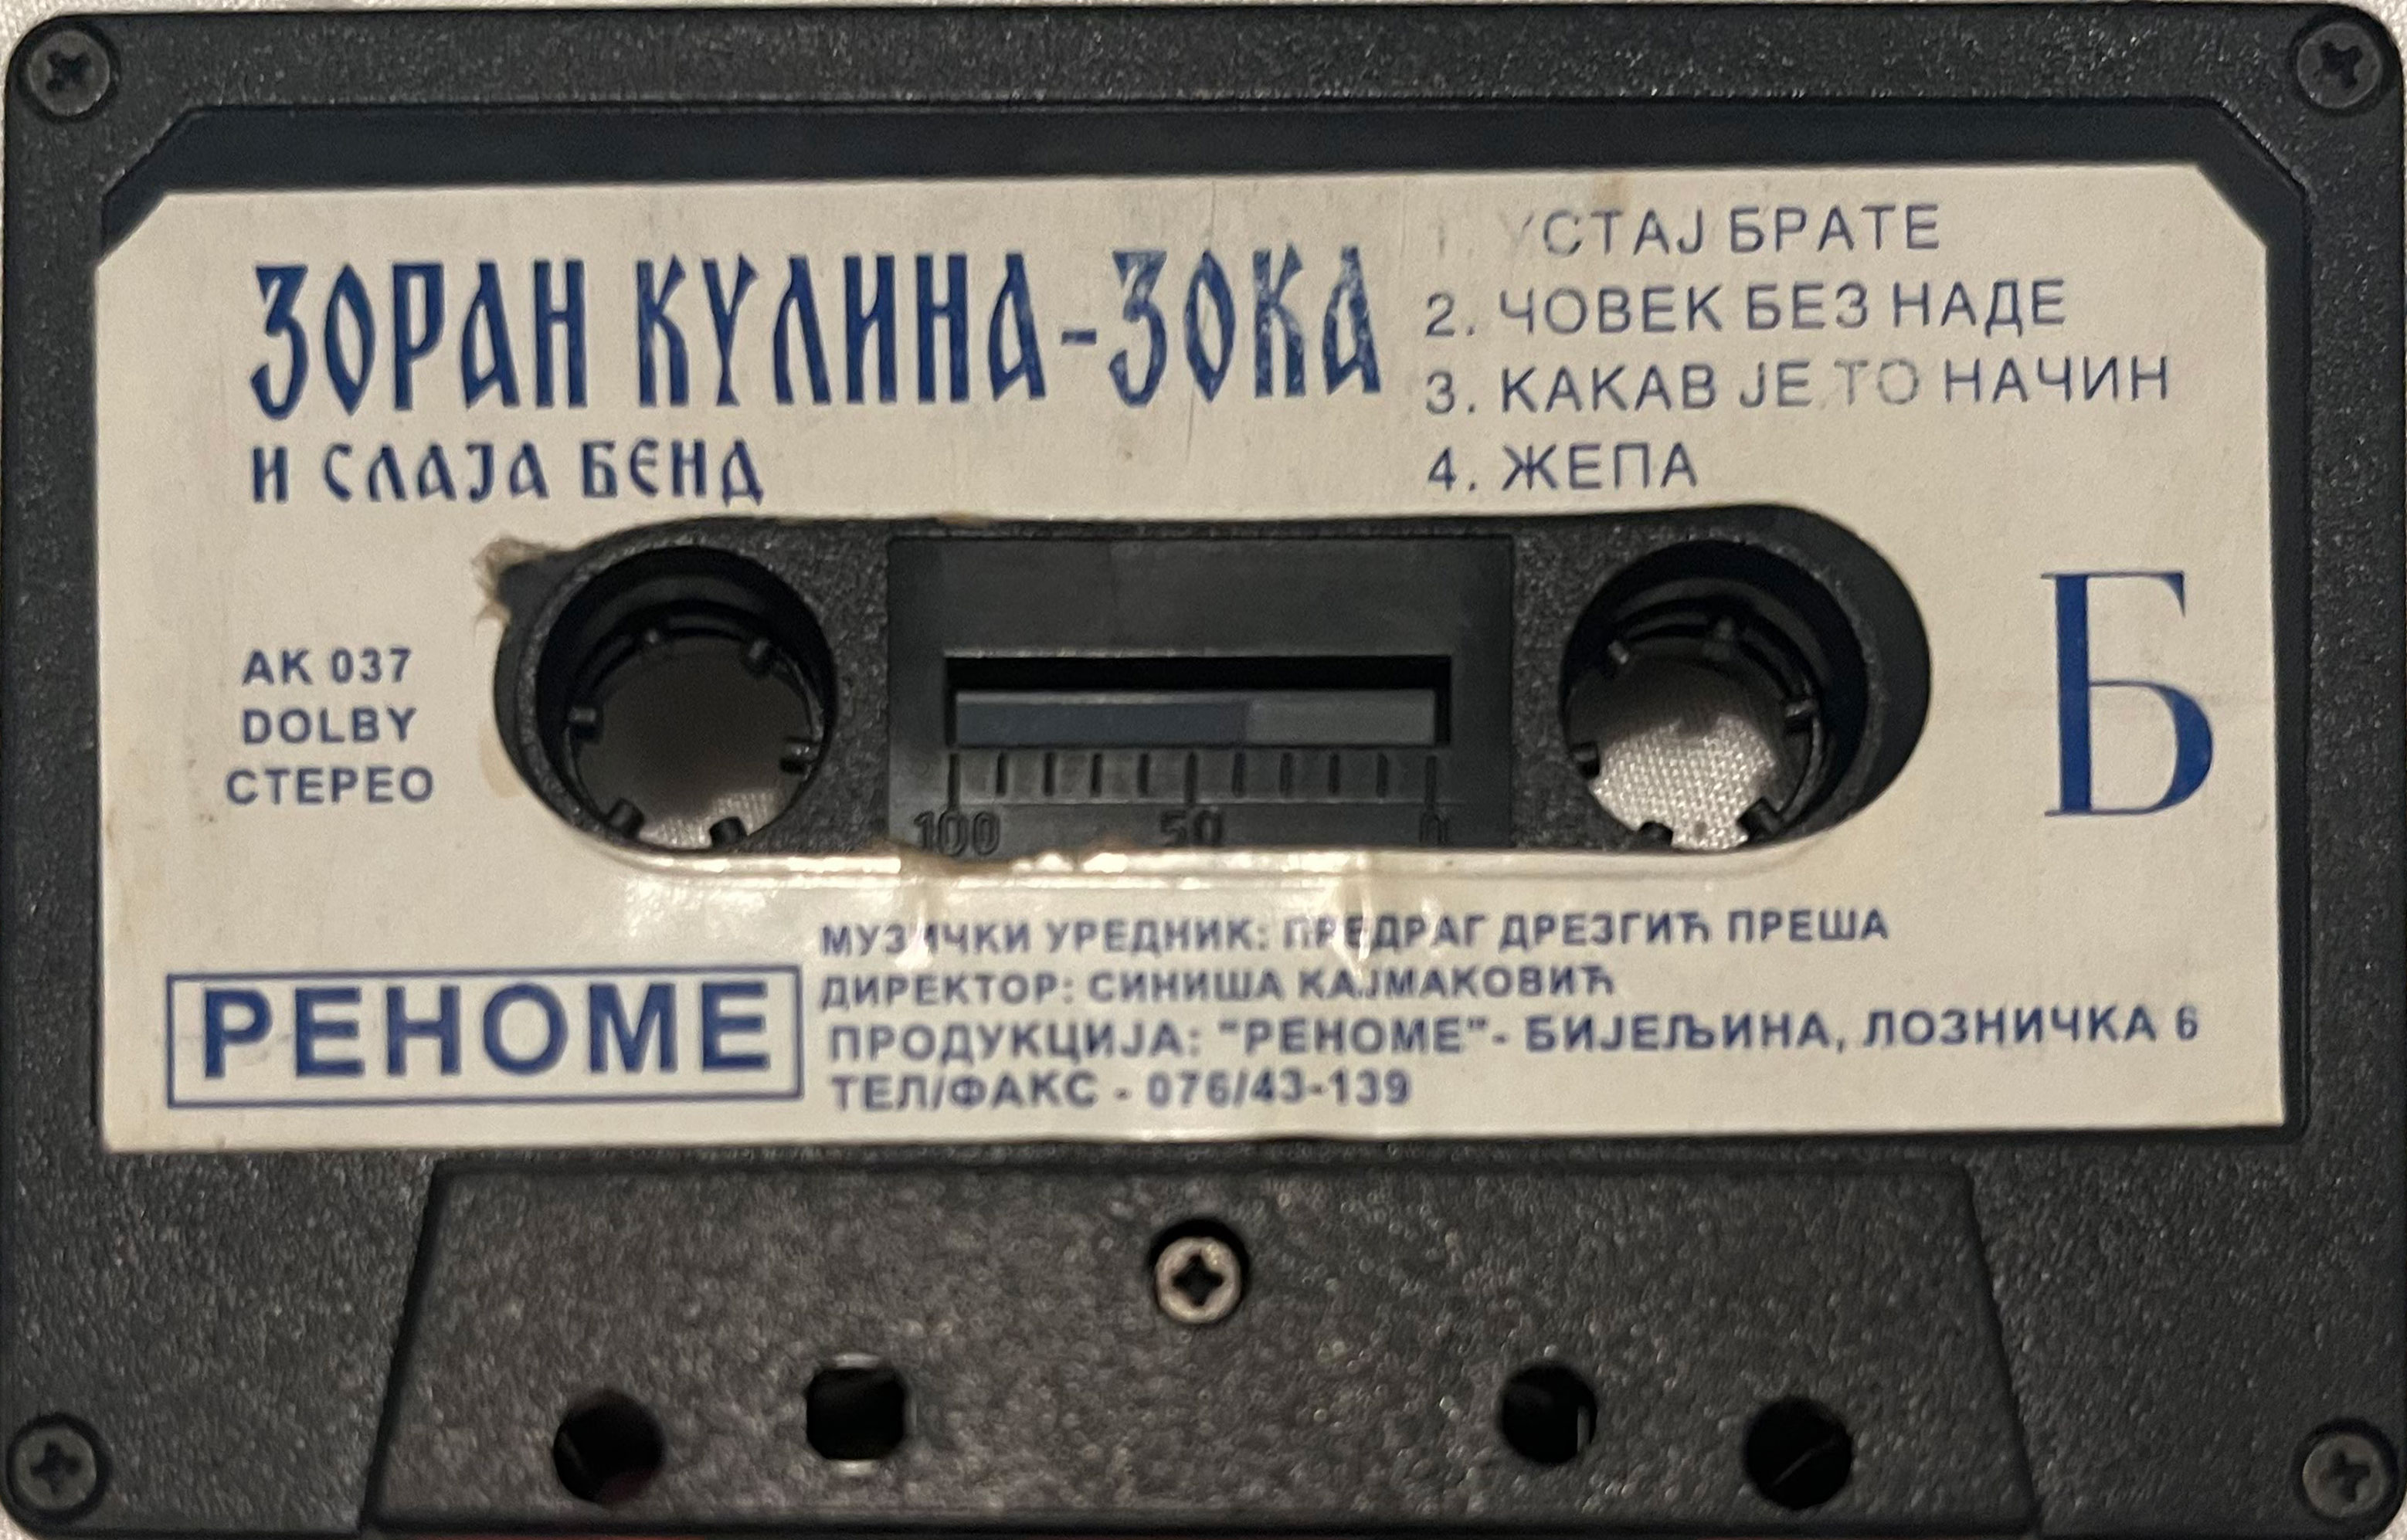 ЗОРАН КУЛИНА-ЗОКА
И СЛАЈА БЕНД
1. УСТАЈ БРАТЕ
2. ЧОВЕК БЕЗ НАДЕ
3. КАКАВ ЈЕ ТО НАЧИН
4. ЖЕПА
АК 037
DOLBY
СТЕРЕО
100 50 0
Б
РЕНОМЕ
МУЗИЧКИ УРЕДНИК: ПРЕДРАГ ДРЕЗГИЋ ПРЕША
ДИРЕКТОР: СИНИША КАЈМАКОВИЋ
ПРОДУКЦИЈА: "РЕНОМЕ"- БИЈЕЉИНА, ЛОЗНИЧКА 6
ТЕЛ/ФАКС - 076/43-139